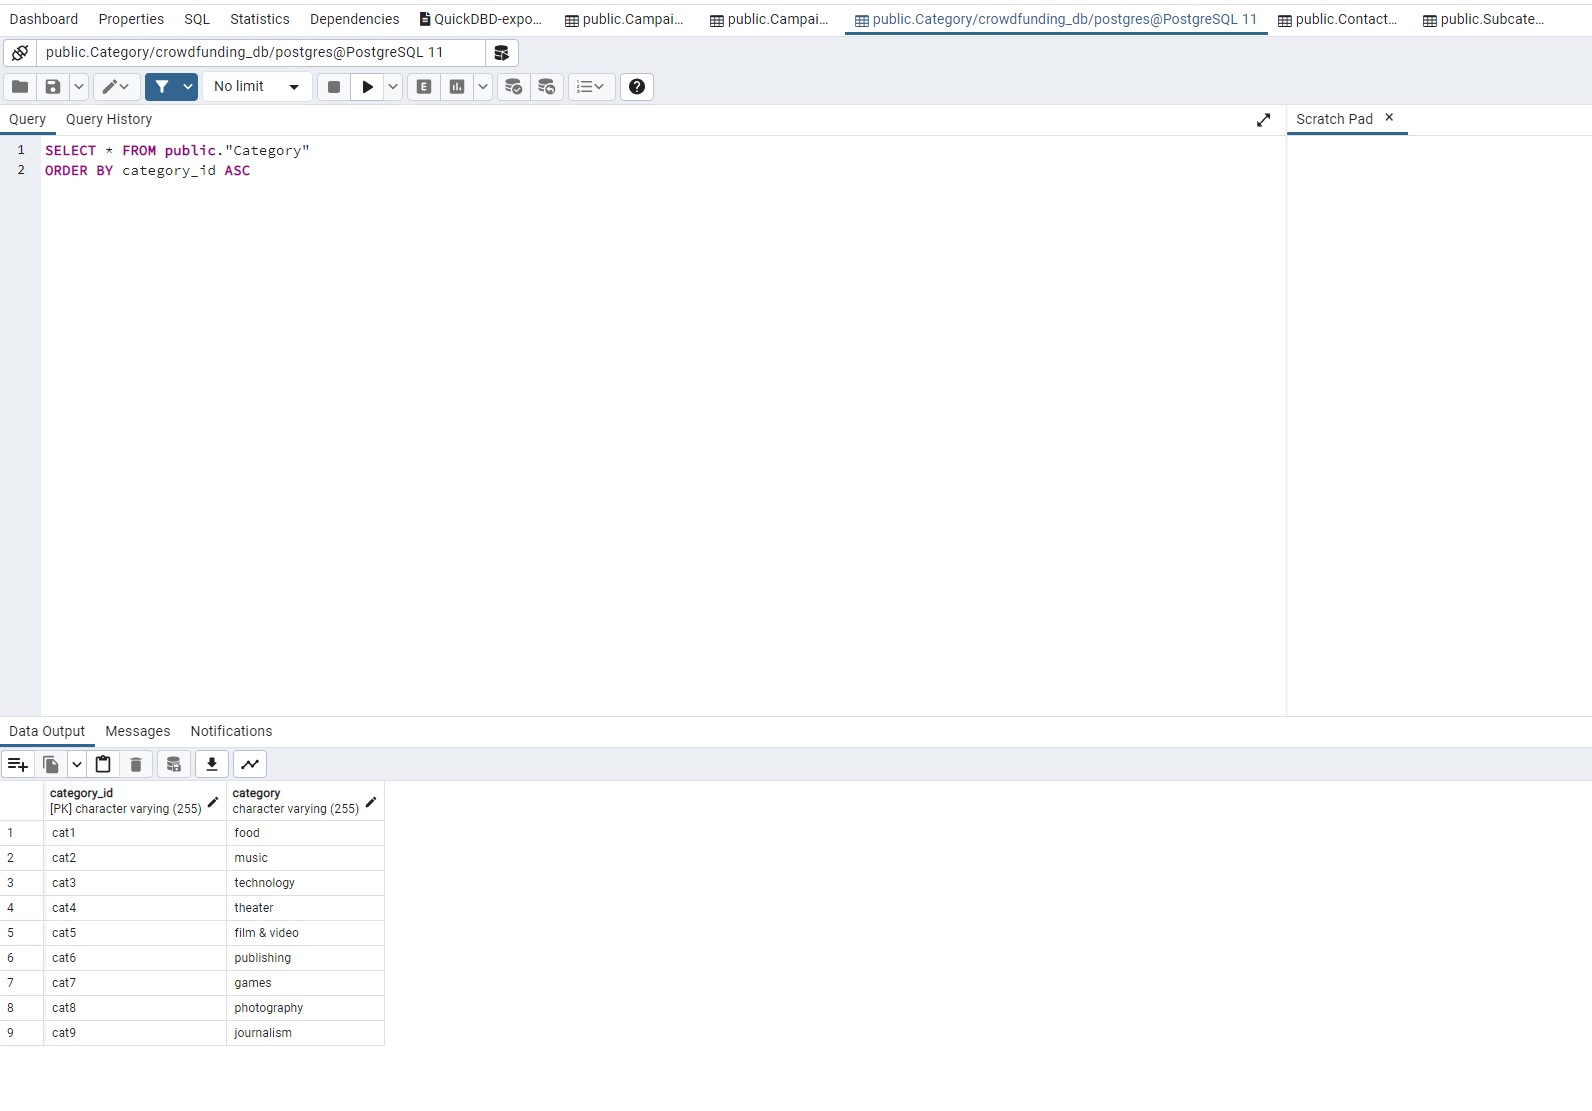 Dashboard Properties SQL Statistics Dependencies QuickDBD-expo... public.Campai... public.Campai... public.Category/crowdfunding_db/postgres@PostgreSQL 11 public.Contact... public.Subcate...
public.Category/crowdfunding_db/postgres@PostgreSQL 11
No limit E ?
Query Query History Scratch Pad ×
1 SELECT * FROM public."Category"
2 ORDER BY category_id ASC
Data Output Messages Notifications
category_id category
[PK] character varying (255) character varying (255)
1 cat1 food
2 cat2 music
3 cat3 technology
4 cat4 theater
5 cat5 film & video
6 cat6 publishing
7 cat7 games
8 cat8 photography
9 cat9 journalism